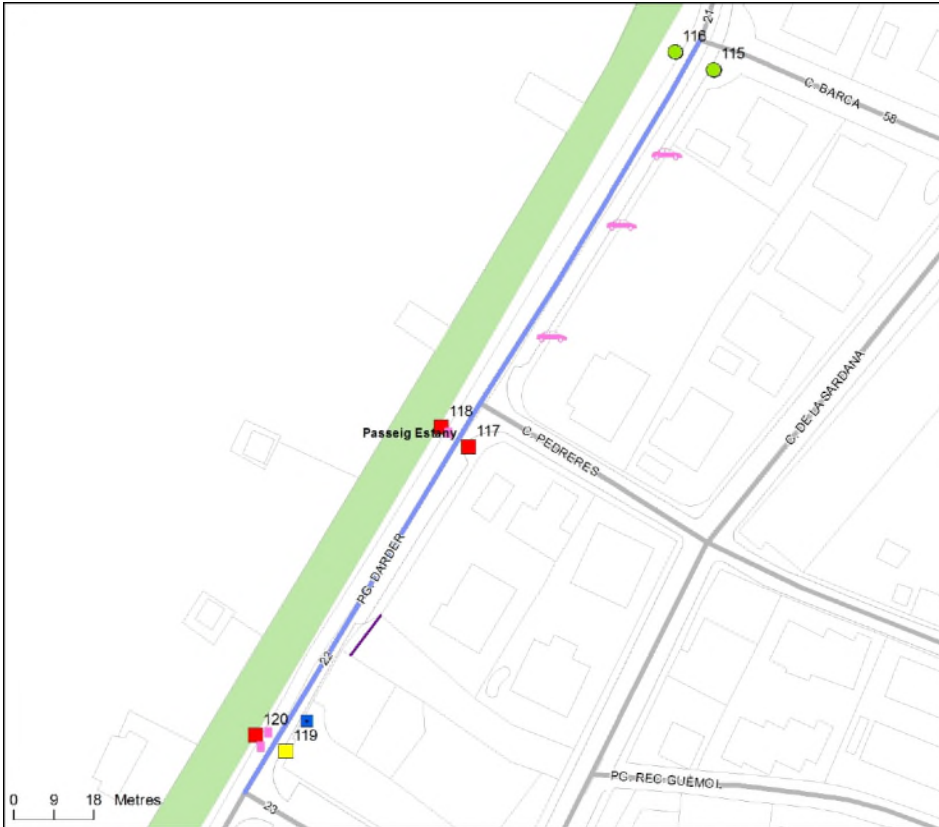 21
116
115
C. BARCA
58
118
Passeig Estany
117
C. PEDRERES
C. DE LA SARDANA
PG. DARDER
22
120
119
PG. REC GUÉMOL
23
0 9 18 Metres